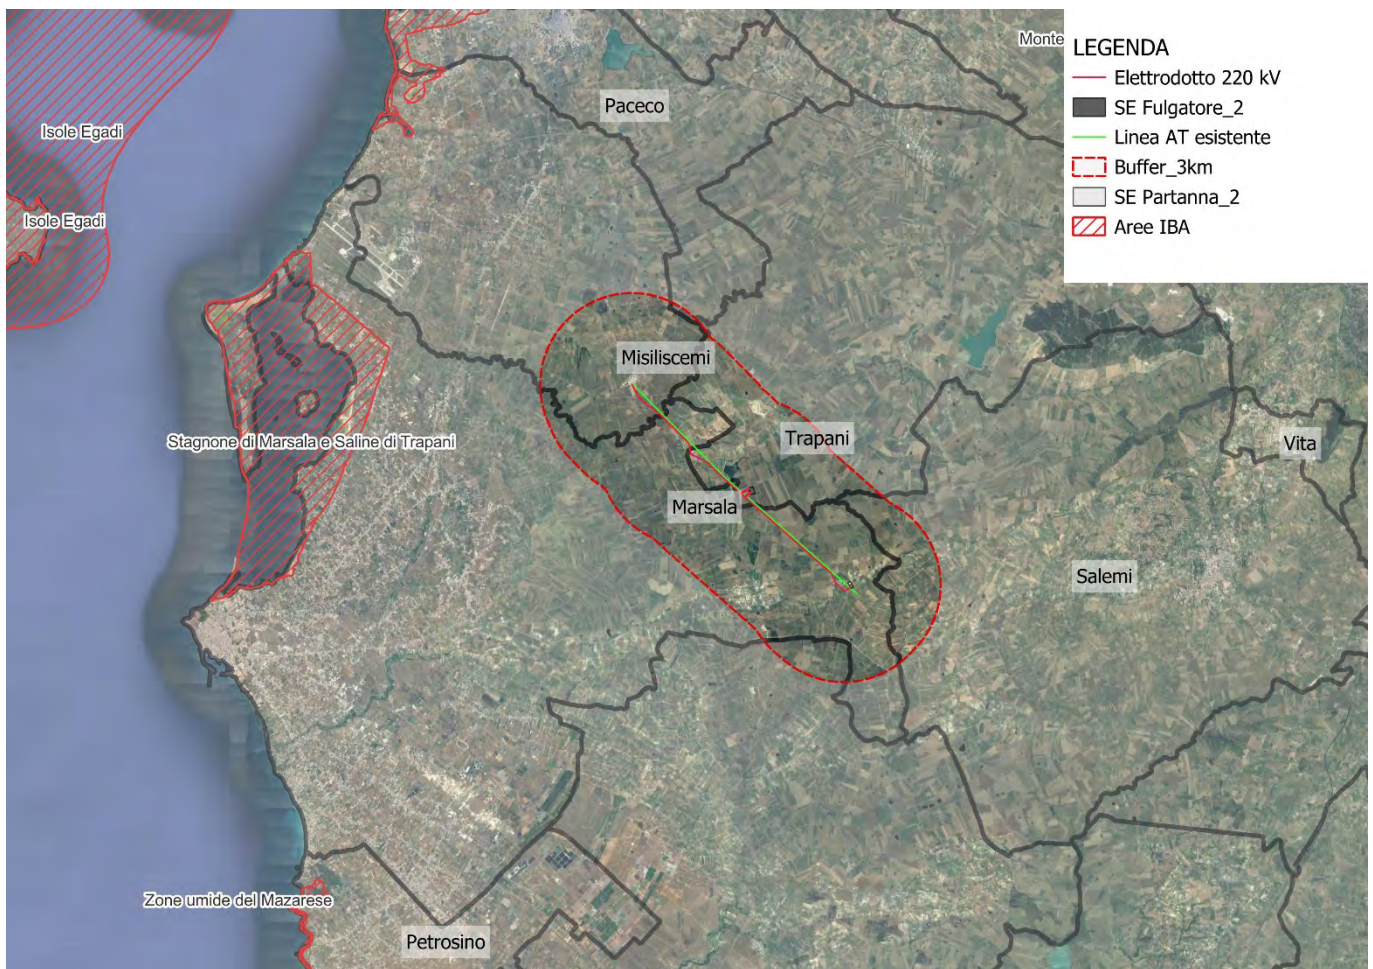 Monte
LEGENDA
Elettrodotto 220 kV
SE Fulgatore_2
Linea AT esistente
Buffer_3km
SE Partanna_2
Aree IBA
Paceco
Isole Egadi
Isole Egadi
Misiliscemi
Stagnone di Marsala e Saline di Trapani
Trapani
Vita
Marsala
Salemi
Zone umide del Mazarese
Petrosino